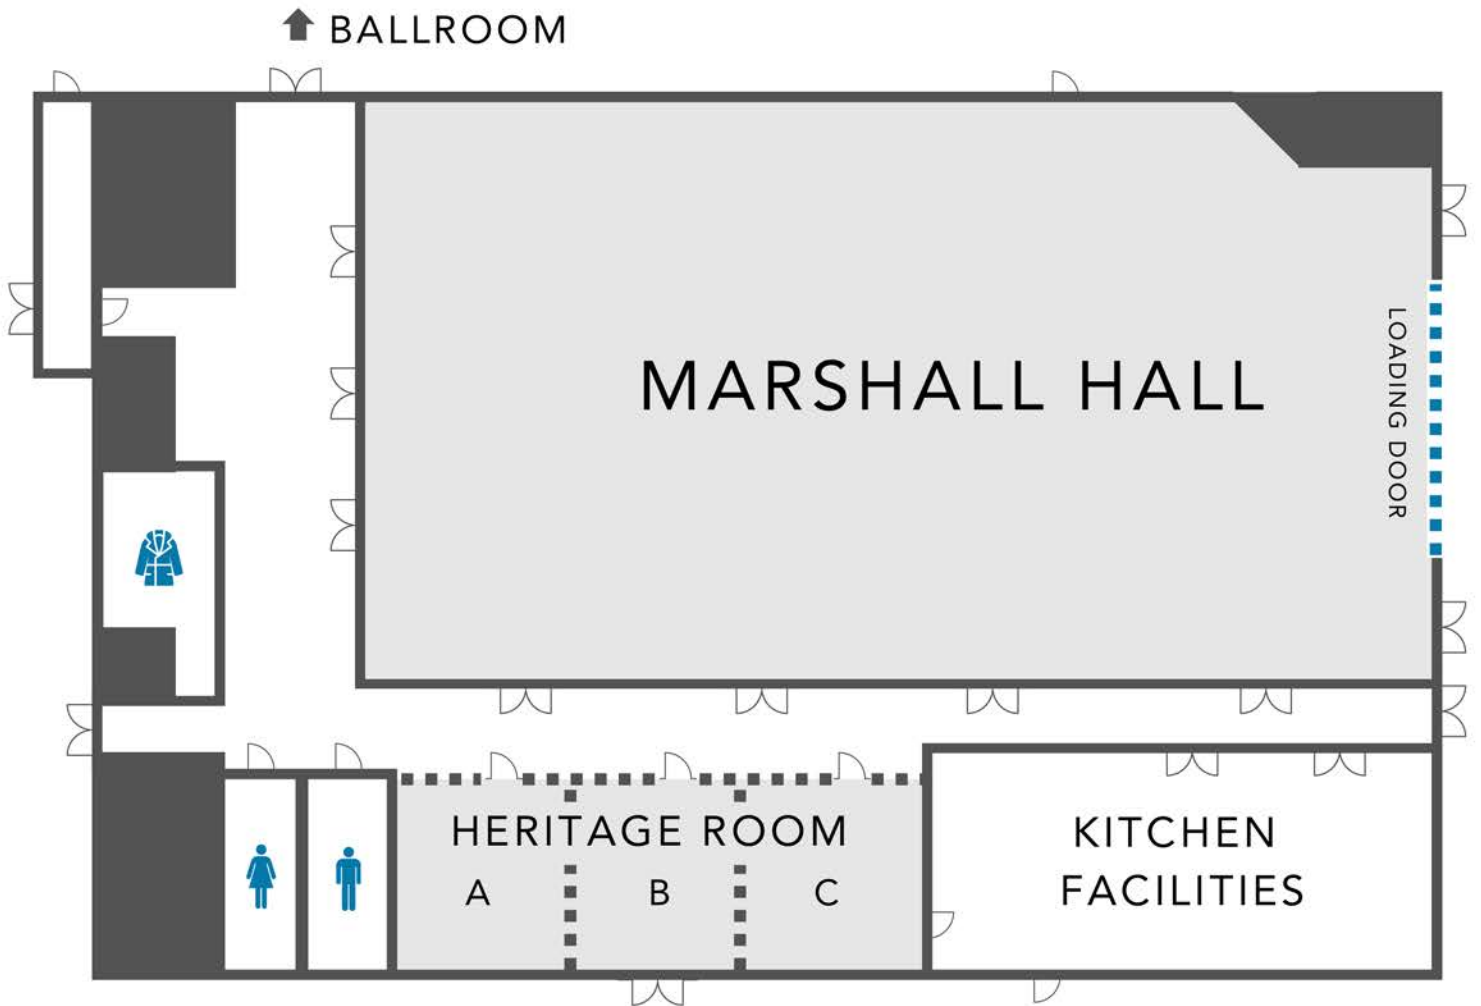 BALLROOM
MARSHALL HALL
LOADING DOOR
HERITAGE ROOM
A
B
C
KITCHEN
FACILITIES